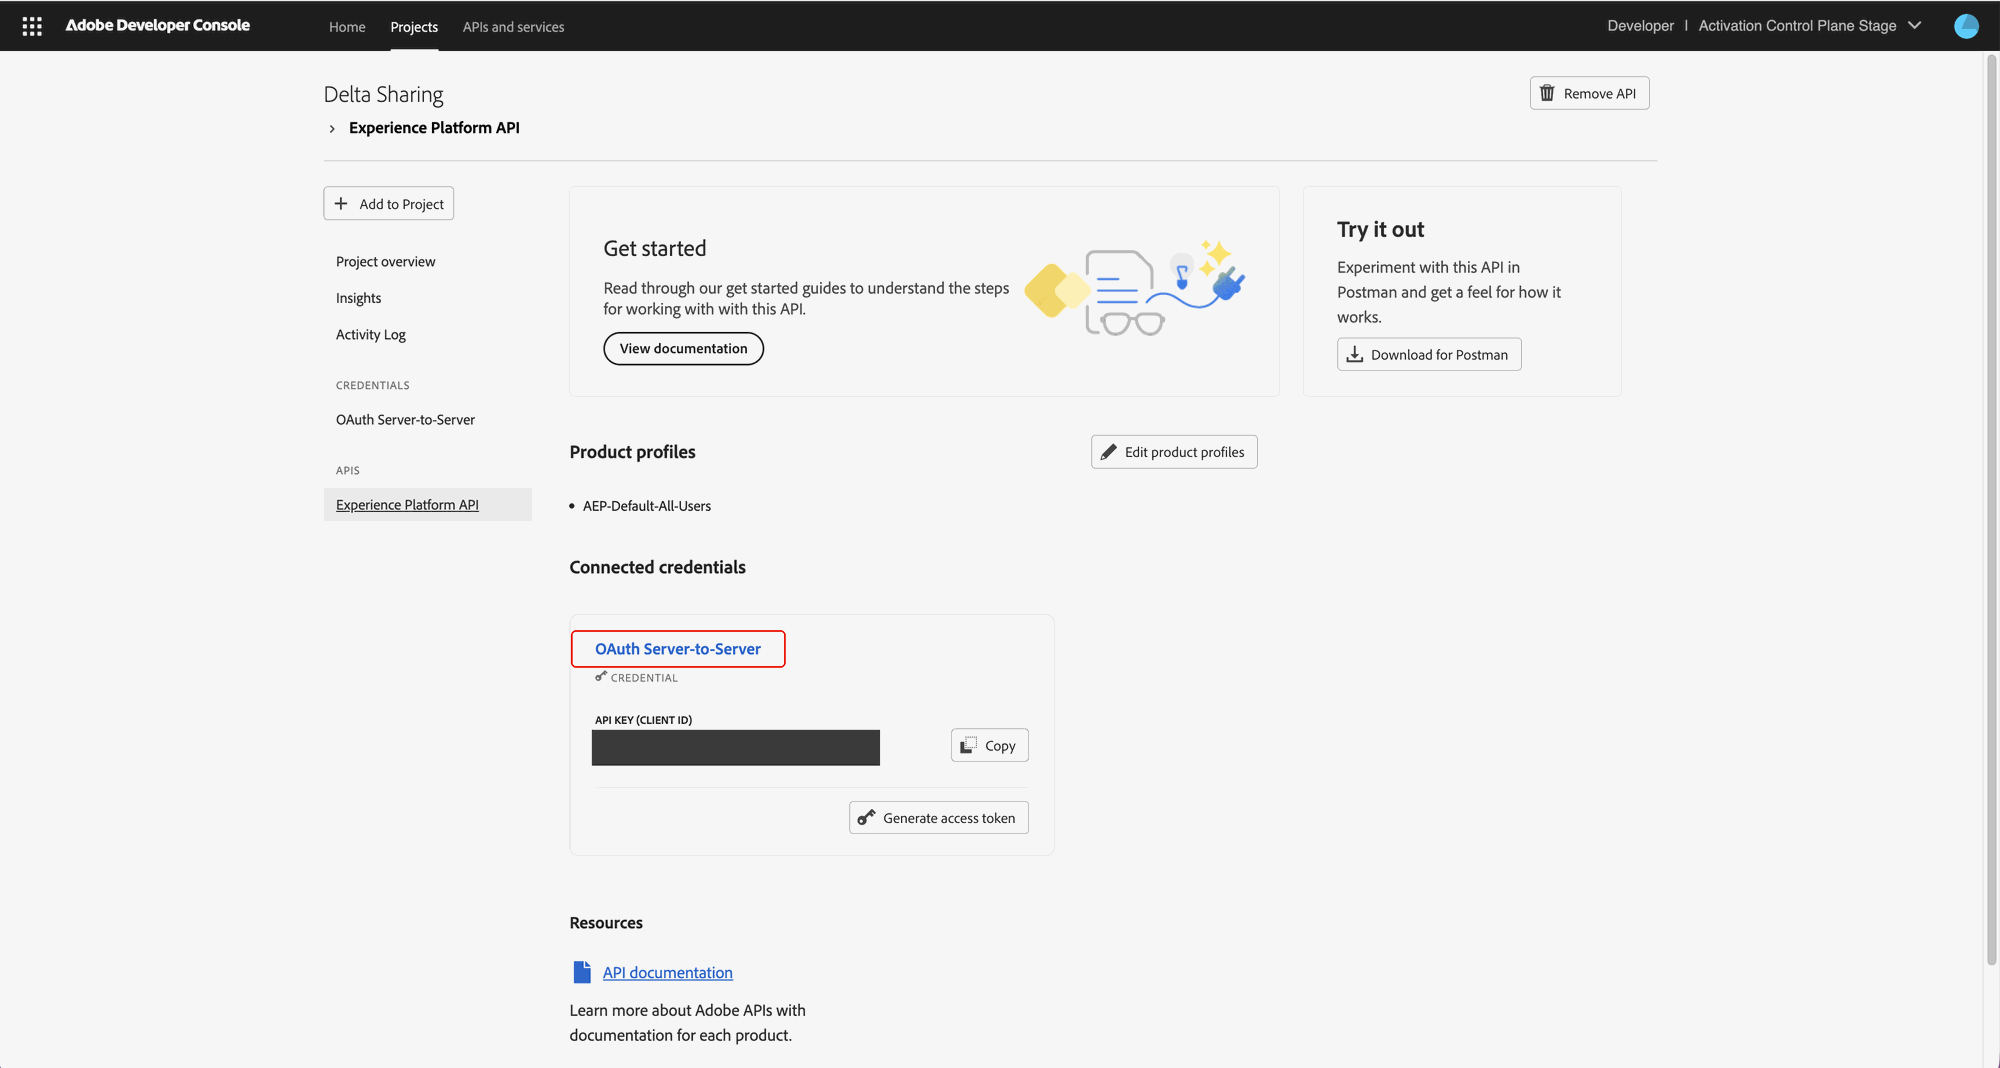 Adobe Developer Console
Home
Projects
APIs and services
Developer | Activation Control Plane Stage
Delta Sharing
Remove API
Experience Platform API
Add to Project
Project overview
Insights
Activity Log
CREDENTIALS
OAuth Server-to-Server
APIS
Experience Platform API
Get started
Read through our get started guides to understand the steps
for working with with this API.
View documentation
Try it out
Experiment with this API in
Postman and get a feel for how it
works.
Download for Postman
Product profiles
Edit product profiles
• AEP-Default-All-Users
Connected credentials
OAuth Server-to-Server
CREDENTIAL
API KEY (CLIENT ID)
Copy
Generate access token
Resources
API documentation
Learn more about Adobe APIs with
documentation for each product.